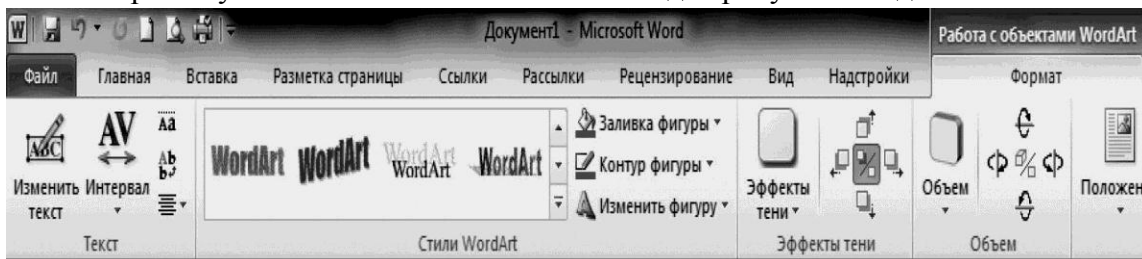 Документ1 - Microsoft Word
Работа с объектами WordArt
Файл Главная Вставка Разметка страницы Ссылки Рассылки Рецензирование Вид Надстройки Формат
Изменить текст
Интервал
WordArt WordArt WordArt WordArt
Заливка фигуры
Контур фигуры
Изменить фигуру
Эффекты тени
Объем
Положен
Текст Стили WordArt Эффекты тени Объем